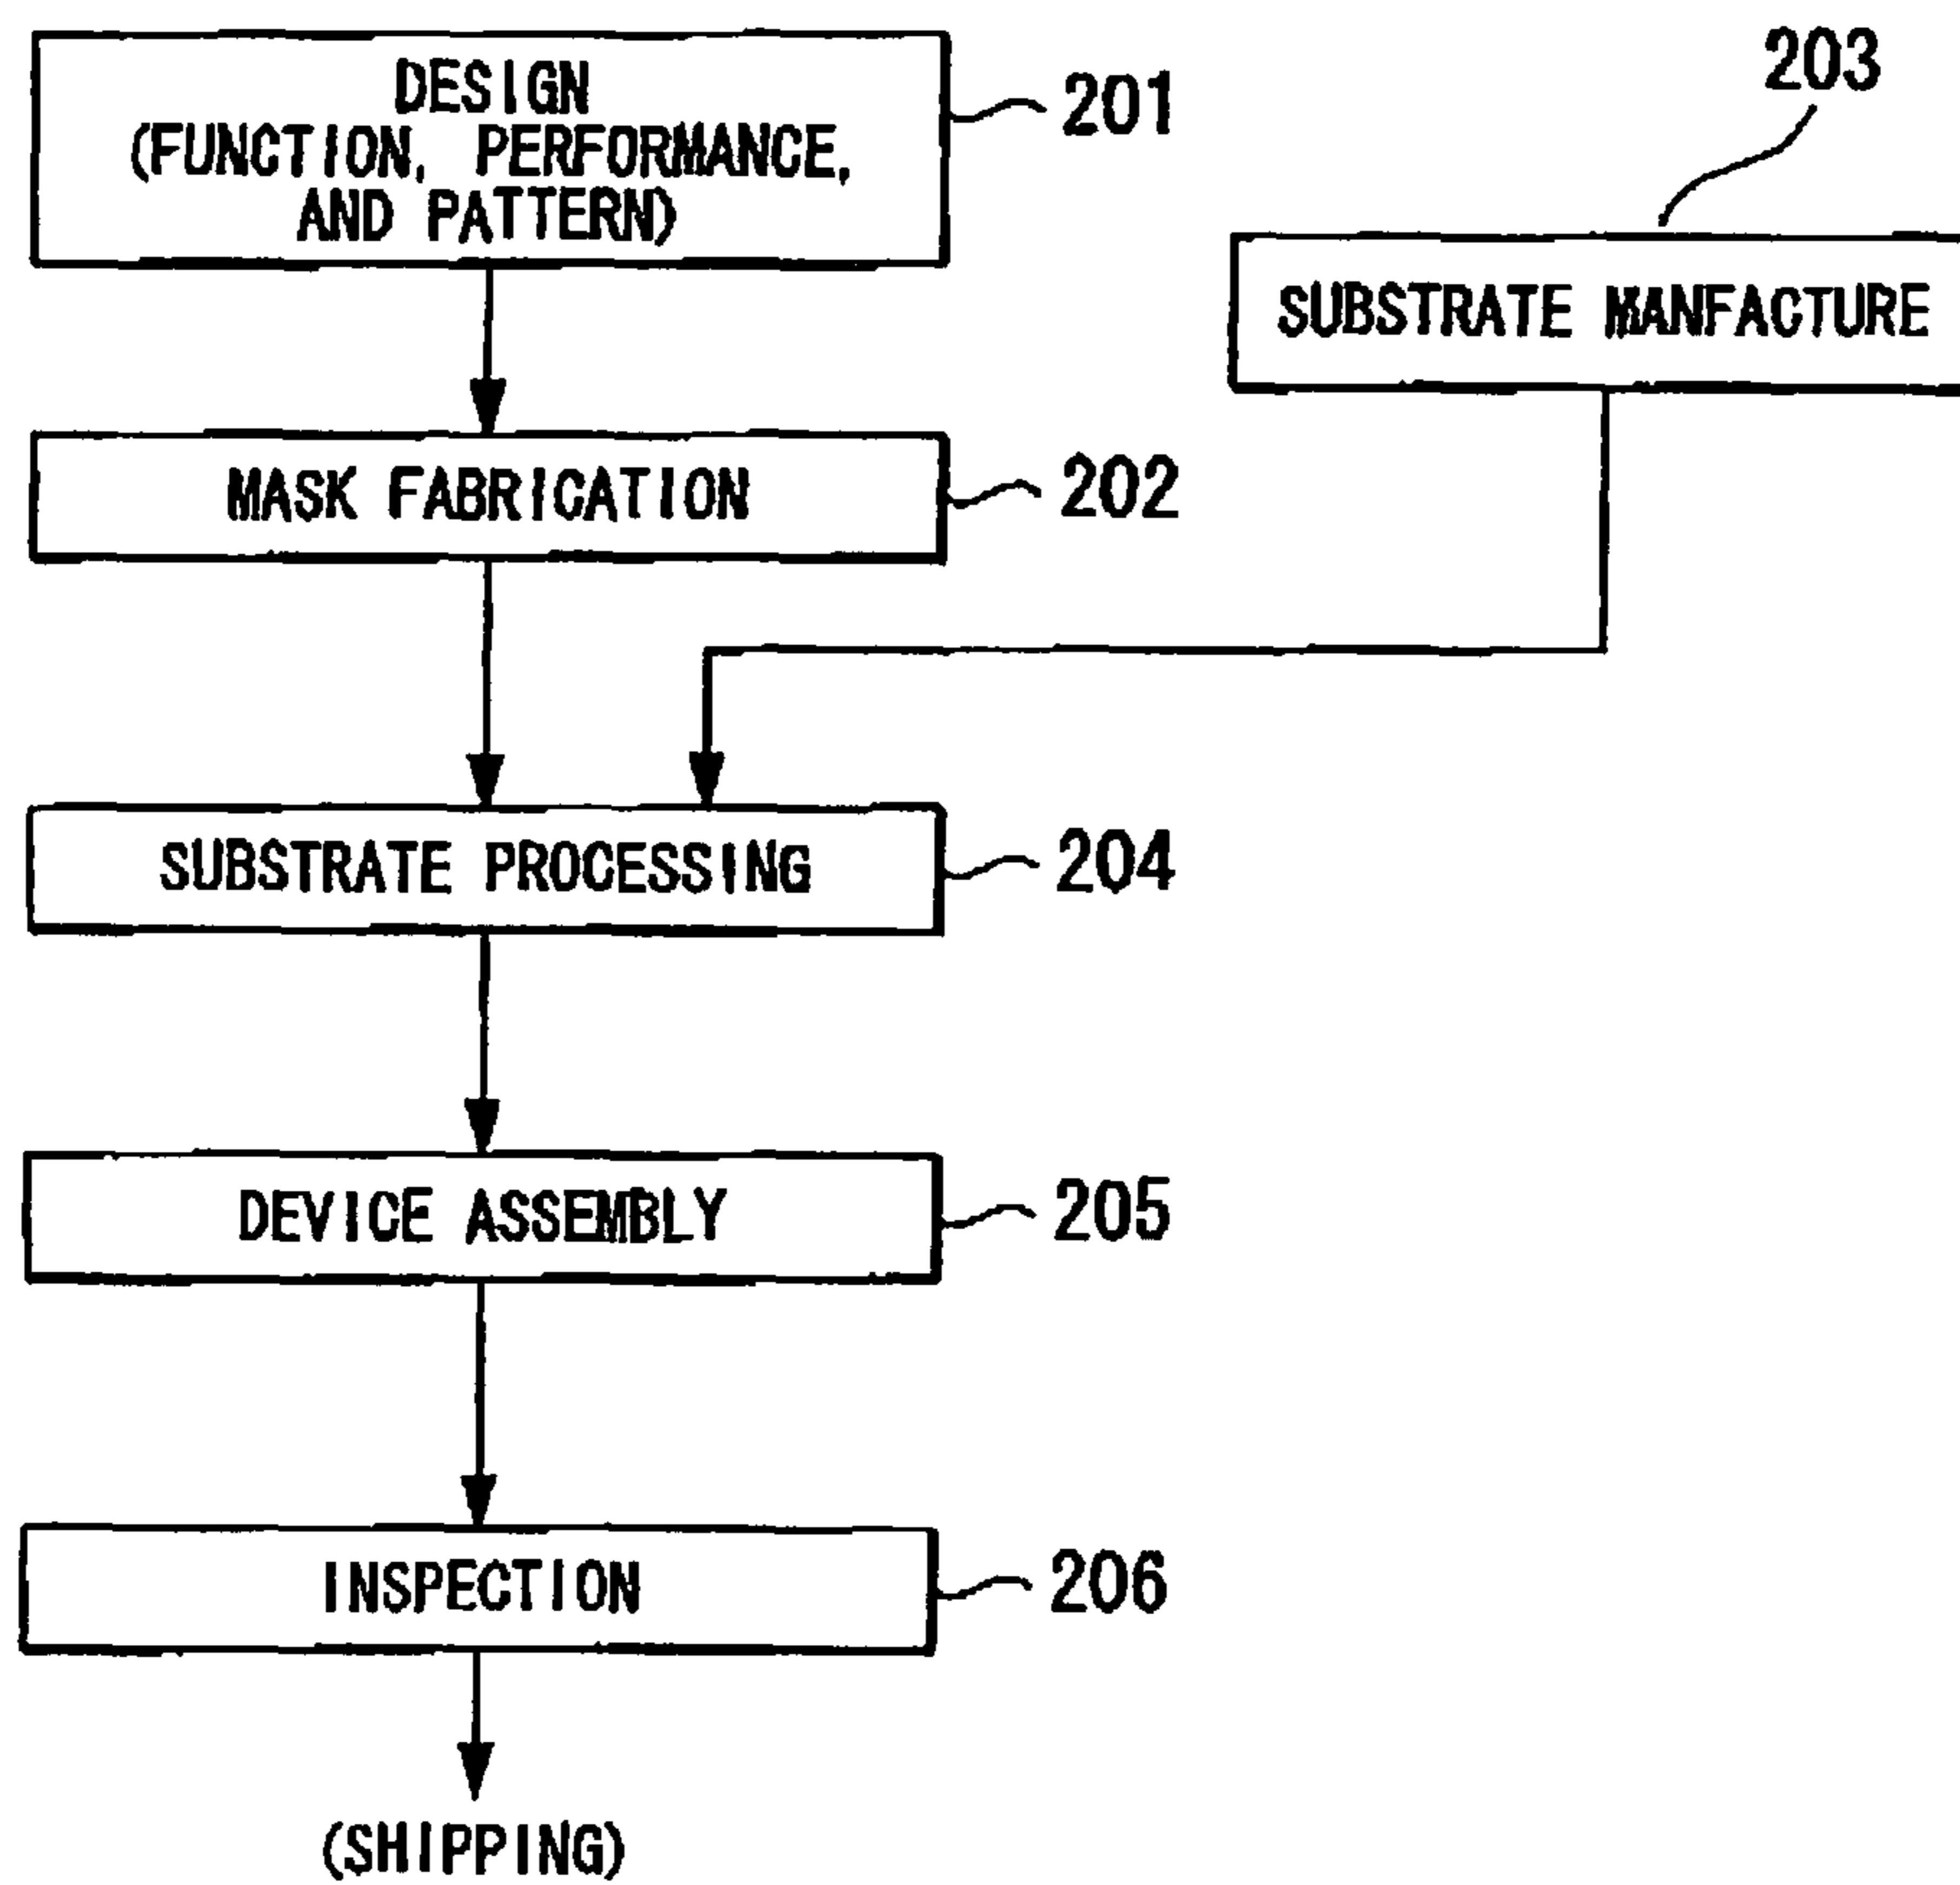 DESIGN
(FUNCTION, PERFORMANCE,
AND PATTERN)
201
203
SUBSTRATE MANFACTURE
MASK FABRICATION
202
SUBSTRATE PROCESSING
204
DEVICE ASSEMBLY
205
INSPECTION
206
(SHIPPING)